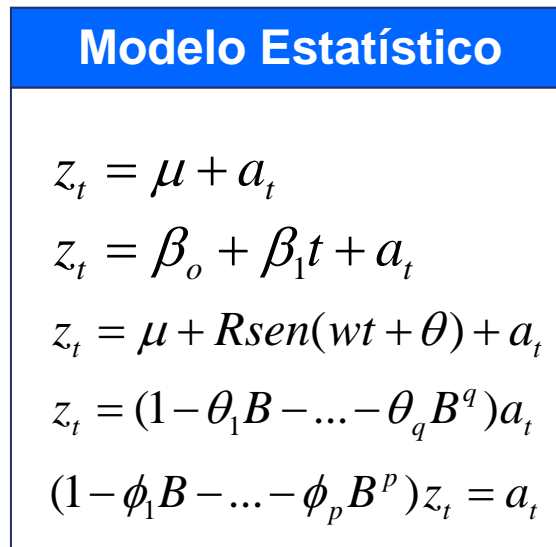 Modelo Estatístico
z_t = μ + a_t
z_t = β_o + β_1 t + a_t
z_t = μ + Rsen(wt + θ) + a_t
z_t = (1 − θ_1 B − ... − θ_q B^q)a_t
(1 − ϕ_1 B − ... − ϕ_p B^p)z_t = a_t